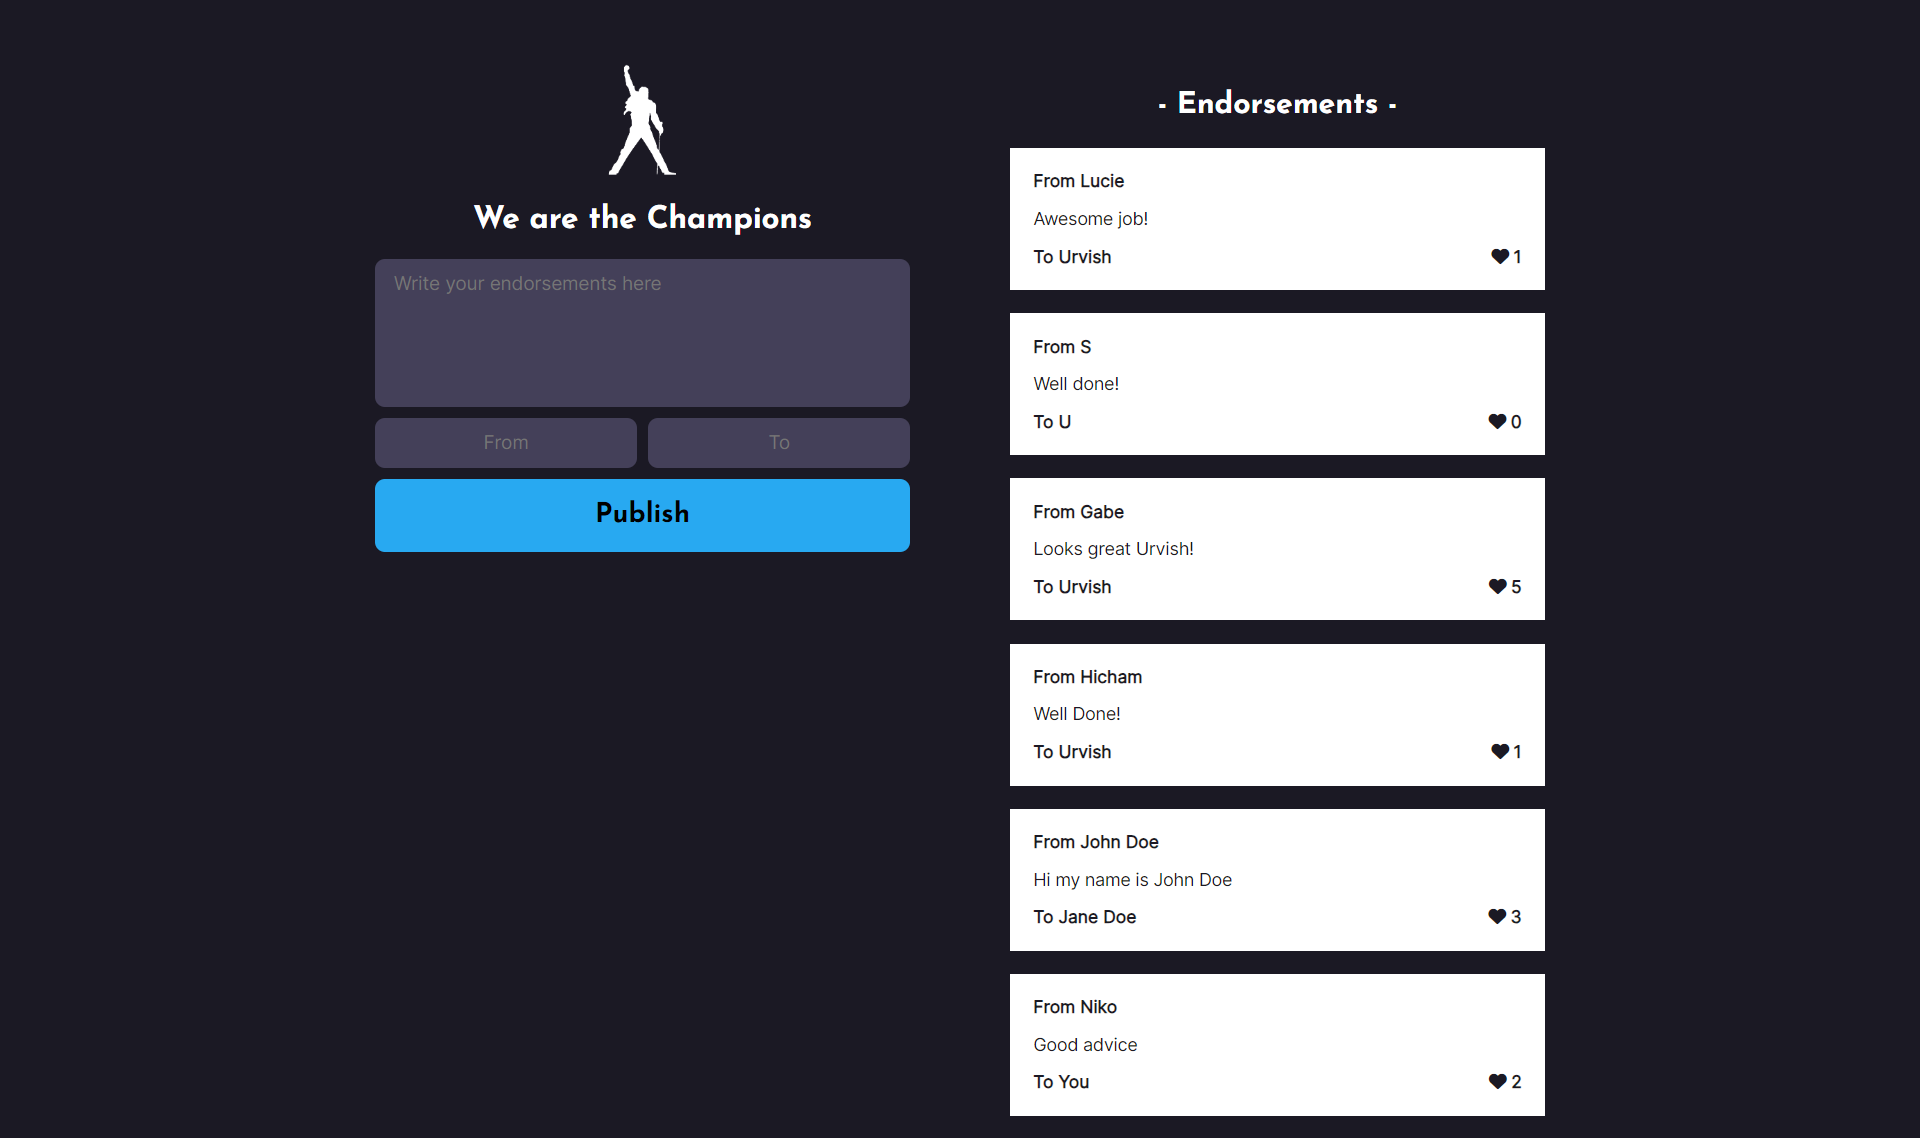 We are the Champions
Write your endorsements here
From
To
Publish
- Endorsements -
From Lucie
Awesome job!
To Urvish
1
From S
Well done!
To U
0
From Gabe
Looks great Urvish!
To Urvish
5
From Hicham
Well Done!
To Urvish
1
From John Doe
Hi my name is John Doe
To Jane Doe
3
From Niko
Good advice
To You
2